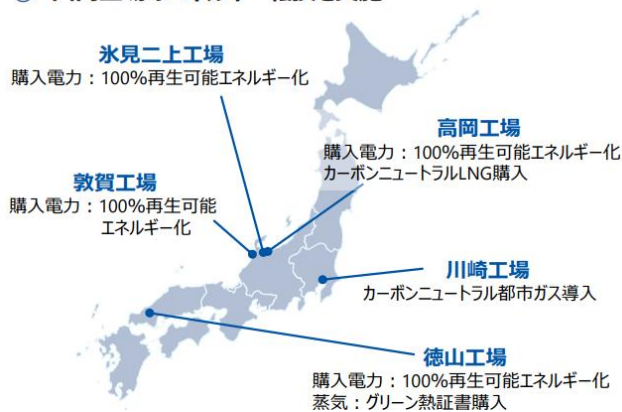 氷見二上工場
購入電力：100%再生可能エネルギー化
高岡工場
購入電力：100%再生可能エネルギー化
カーボンニュートラルLNG購入
敦賀工場
購入電力：100%再生可能
エネルギー化
川崎工場
カーボンニュートラル都市ガス導入
徳山工場
購入電力：100%再生可能エネルギー化
蒸気：グリーン熱証書購入